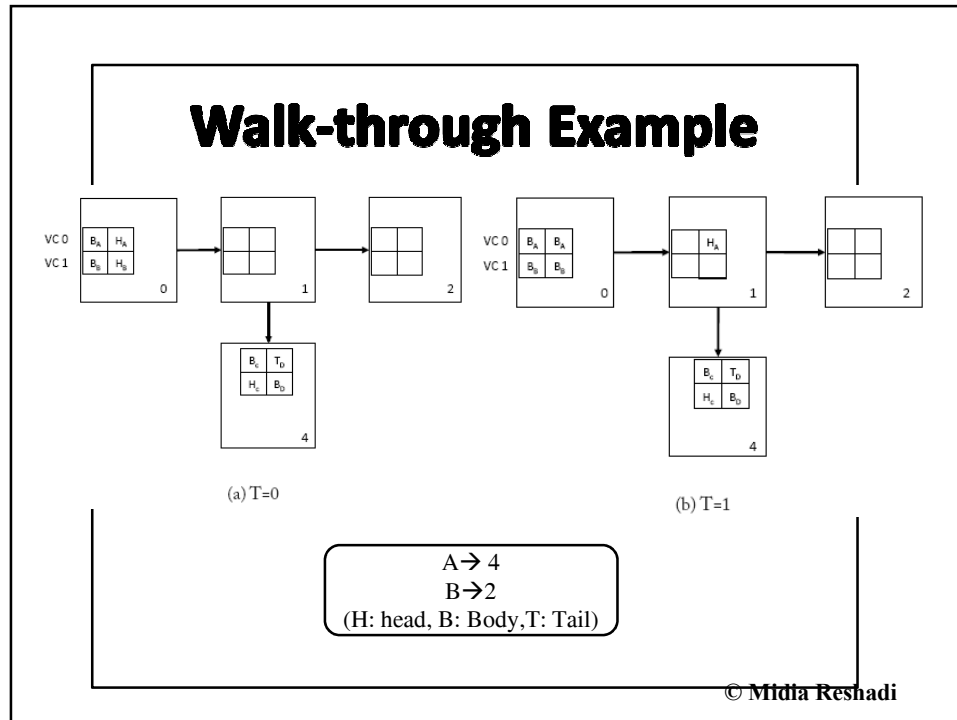 Walk-through Example
VC 0 B_A H_A
VC 1 B_B H_B
0
1
2
B_c T_D
H_c B_D
4
(a) T=0
VC 0 B_A B_A
VC 1 B_B B_B
0
H_A
1
2
B_c T_D
H_c B_D
4
(b) T=1
A→ 4
B→2
(H: head, B: Body,T: Tail)
© Midia Reshadi